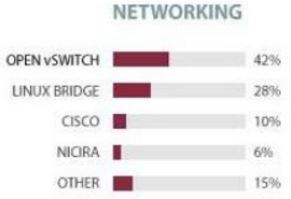 NETWORKING
OPEN vSWITCH 42%
LINUX BRIDGE 28%
CISCO 10%
NICIRA 6%
OTHER 15%